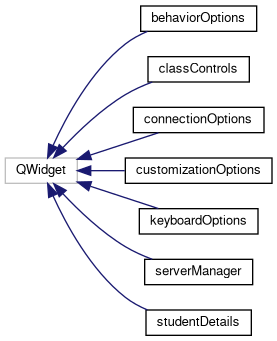 behaviorOptions
classControls
connectionOptions
QWidget
customizationOptions
keyboardOptions
serverManager
studentDetails